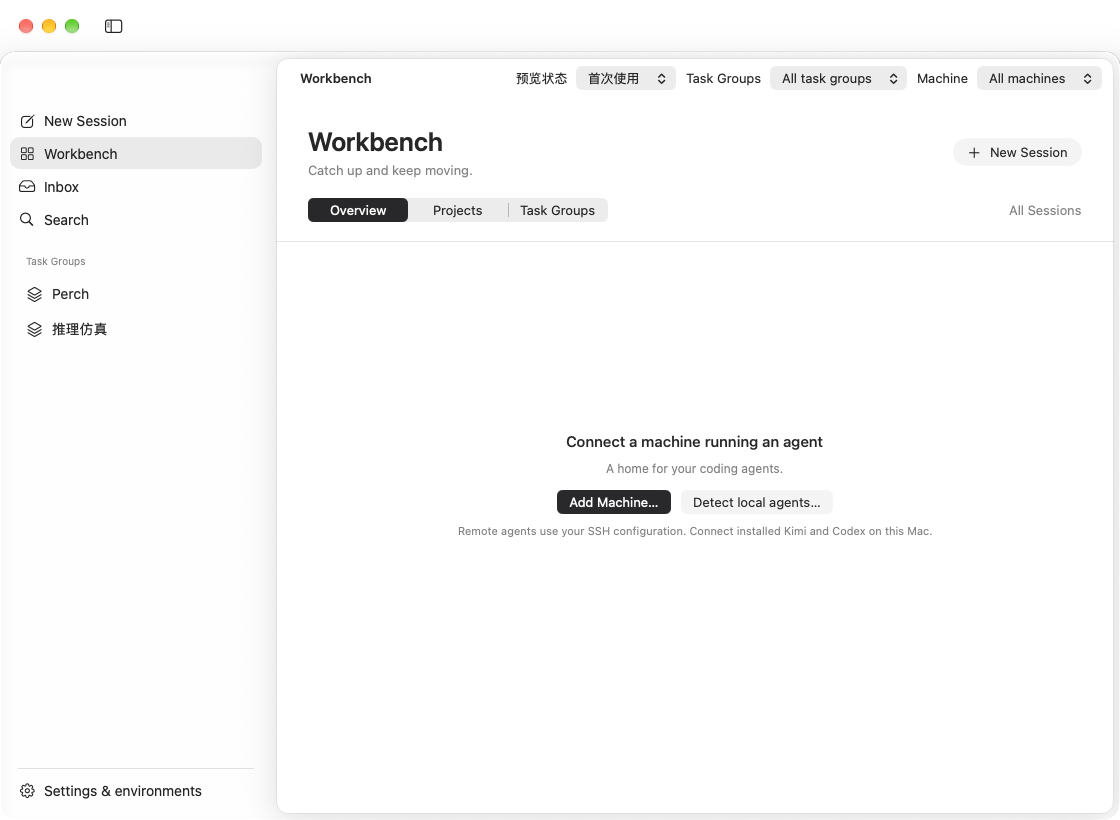 New Session
Workbench
Inbox
Search
Task Groups
Perch
推理仿真
Settings & environments
Workbench
预览状态 首次使用 Task Groups All task groups Machine All machines
Workbench
Catch up and keep moving.
New Session
Overview Projects Task Groups All Sessions
Connect a machine running an agent
A home for your coding agents.
Add Machine... Detect local agents...
Remote agents use your SSH configuration. Connect installed Kimi and Codex on this Mac.